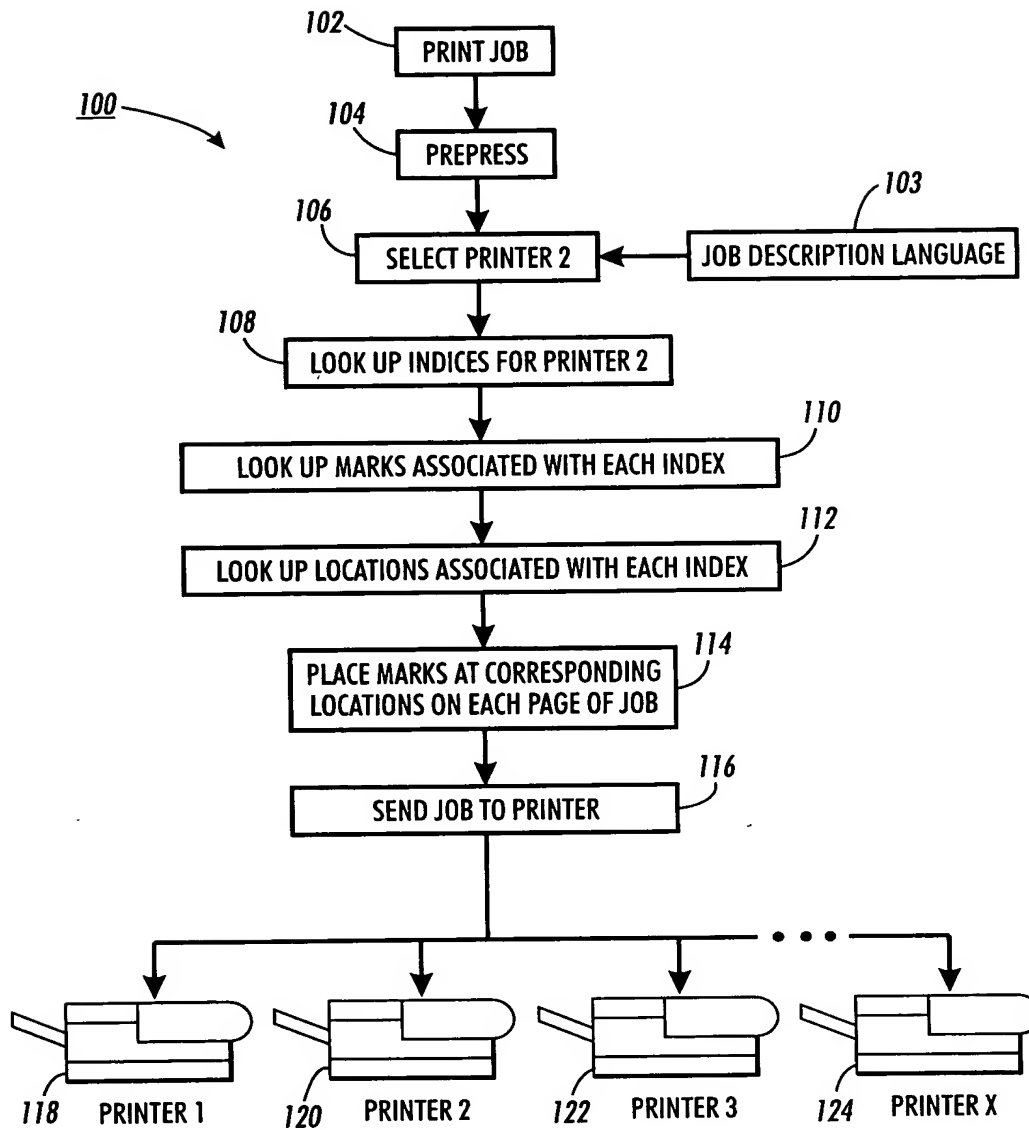 102
PRINT JOB
100
104
PREPRESS
103
106
SELECT PRINTER 2
JOB DESCRIPTION LANGUAGE
108
LOOK UP INDICES FOR PRINTER 2
110
LOOK UP MARKS ASSOCIATED WITH EACH INDEX
112
LOOK UP LOCATIONS ASSOCIATED WITH EACH INDEX
114
PLACE MARKS AT CORRESPONDING
LOCATIONS ON EACH PAGE OF JOB
116
SEND JOB TO PRINTER
118 PRINTER 1
120 PRINTER 2
122 PRINTER 3
124 PRINTER X